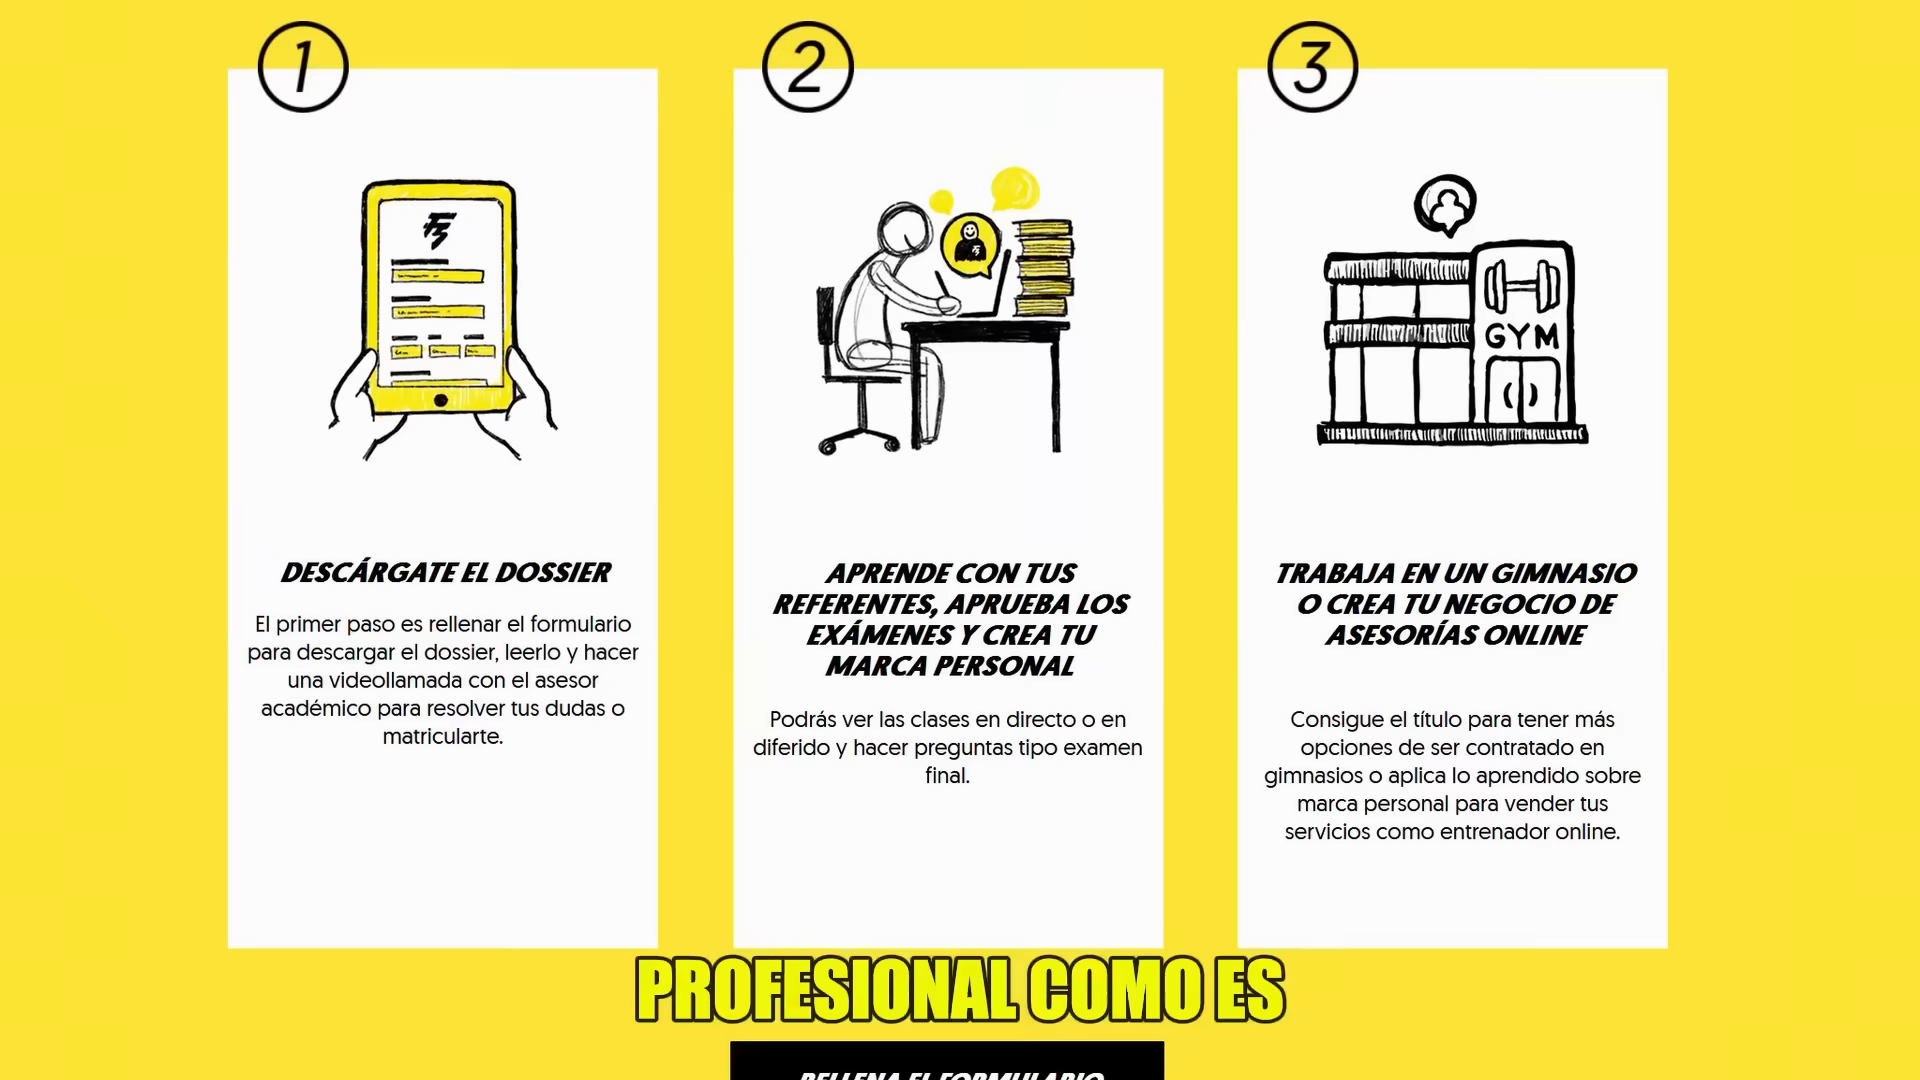 1
2
3
GYM
DESCÁRGATE EL DOSSIER
El primer paso es rellenar el formulario
para descargar el dossier, leerlo y hacer
una videollamada con el asesor
académico para resolver tus dudas o
matricularte.
APRENDE CON TUS
REFERENTES, APRUEBA LOS
EXÁMENES Y CREA TU
MARCA PERSONAL
Podrás ver las clases en directo o en
diferido y hacer preguntas tipo examen
final.
TRABAJA EN UN GIMNASIO
O CREA TU NEGOCIO DE
ASESORÍAS ONLINE
Consigue el título para tener más
opciones de ser contratado en
gimnasios o aplica lo aprendido sobre
marca personal para vender tus
servicios como entrenador online.
PROFESIONAL COMO ES
RELLENA EL FORMULARIO